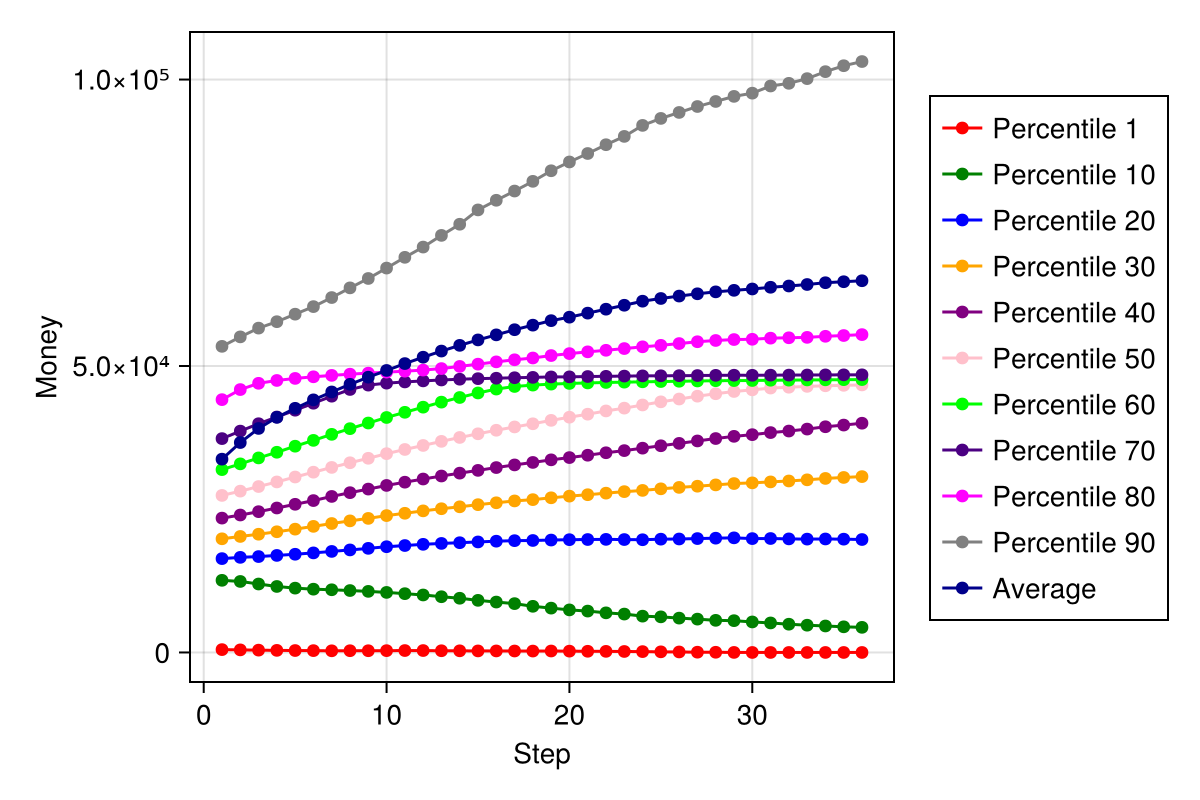 1.0×10⁵
5.0×10⁴
0
Money
0 10 20 30
Step
Percentile 1
Percentile 10
Percentile 20
Percentile 30
Percentile 40
Percentile 50
Percentile 60
Percentile 70
Percentile 80
Percentile 90
Average